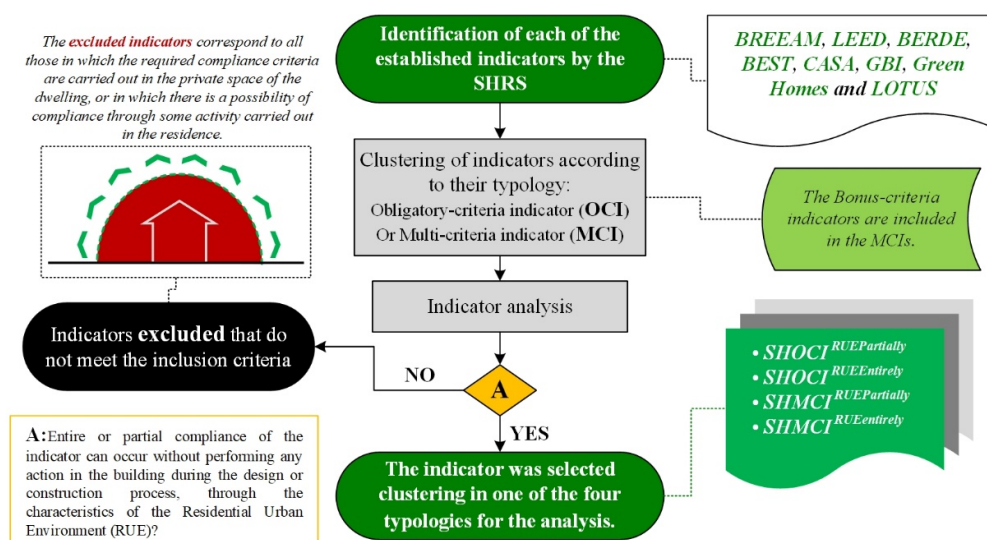 The excluded indicators correspond to all
those in which the required compliance criteria
are carried out in the private space of the
dwelling, or in which there is a possibility of
compliance through some activity carried out
in the residence.
Identification of each of the
established indicators by the
SHRS
BREEAM, LEED, BERDE,
BEST, CASA, GBI, Green
Homes and LOTUS
Clustering of indicators according
to their typology:
Obligatory-criteria indicator (OCI)
Or Multi-criteria indicator (MCI)
The Bonus-criteria
indicators are included
in the MCIs.
Indicator analysis
Indicators excluded that do
not meet the inclusion criteria
NO
A
YES
• SHOCI RUEPartially
• SHOCI RUEEntirely
• SHMCI RUEPartially
• SHMCI RUEentirely
A:Entire or partial compliance of the
indicator can occur without performing any
action in the building during the design or
construction process, through the
characteristics of the Residential Urban
Environment (RUE)?
The indicator was selected
clustering in one of the four
typologies for the analysis.